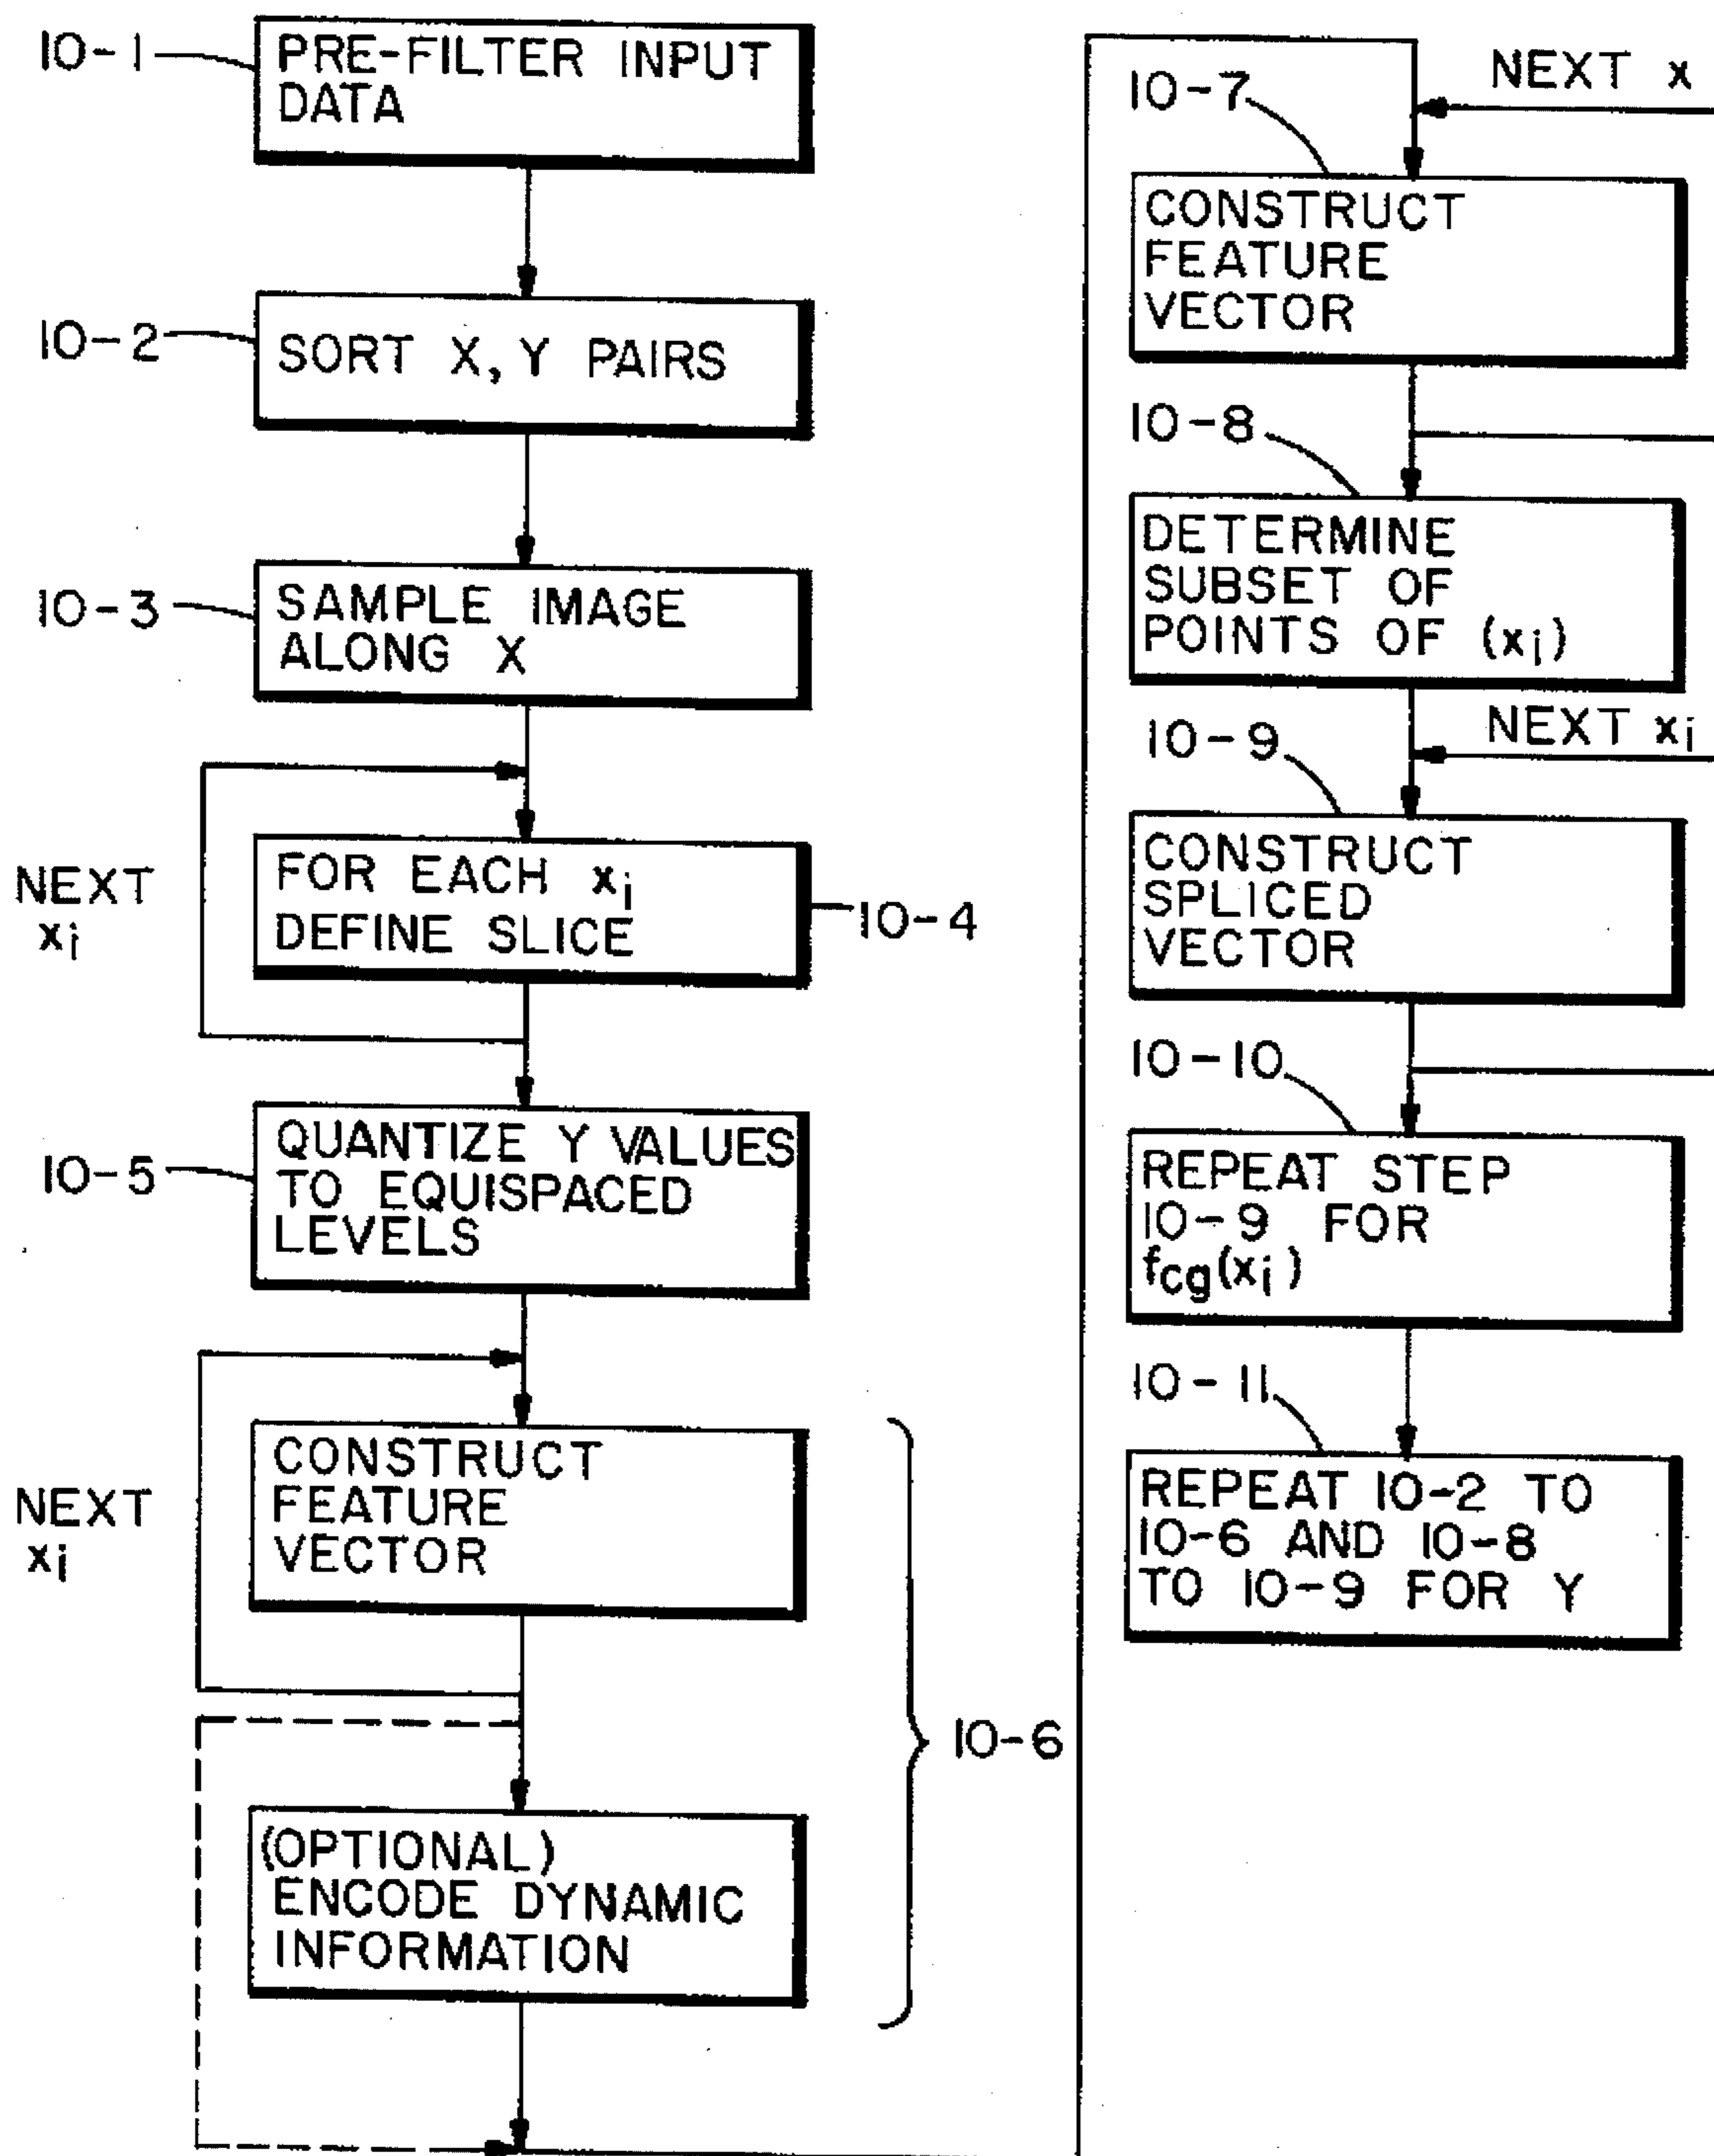 10-1
PRE-FILTER INPUT
DATA
10-2
SORT X, Y PAIRS
10-3
SAMPLE IMAGE
ALONG X
NEXT
xi
FOR EACH xi
DEFINE SLICE
10-4
10-5
QUANTIZE Y VALUES
TO EQUISPACED
LEVELS
NEXT
xi
CONSTRUCT
FEATURE
VECTOR
10-6
(OPTIONAL)
ENCODE DYNAMIC
INFORMATION
NEXT x
10-7
CONSTRUCT
FEATURE
VECTOR
10-8
DETERMINE
SUBSET OF
POINTS OF (xi)
NEXT xi
10-9
CONSTRUCT
SPLICED
VECTOR
10-10
REPEAT STEP
10-9 FOR
fcg(xi)
10-11
REPEAT 10-2 TO
10-6 AND 10-8
TO 10-9 FOR Y